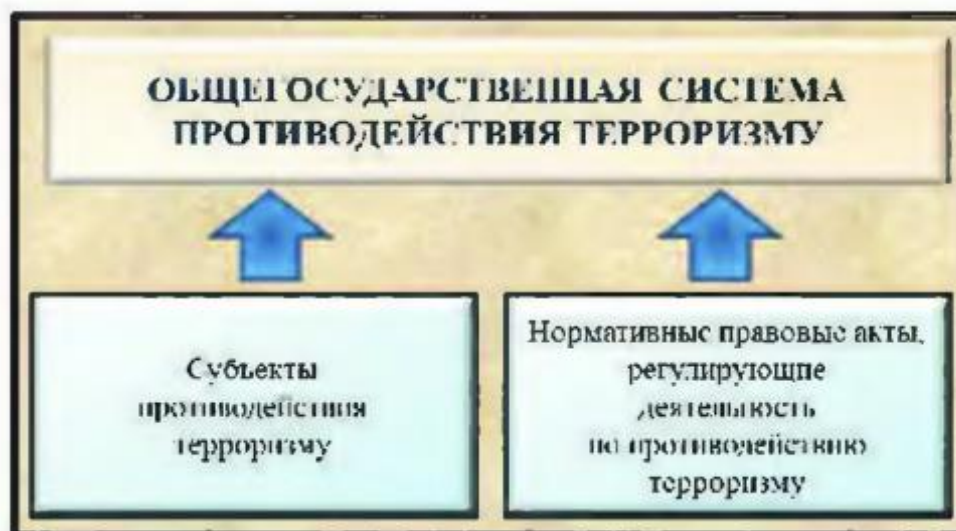 ОБЩЕГОСУДАРСТВЕННАЯ СИСТЕМА
ПРОТИВОДЕЙСТВИЯ ТЕРРОРИЗМУ
Субъекты
противодействия
терроризму
Нормативные правовые акты,
регулирующие
деятельность
по противодействию
терроризму